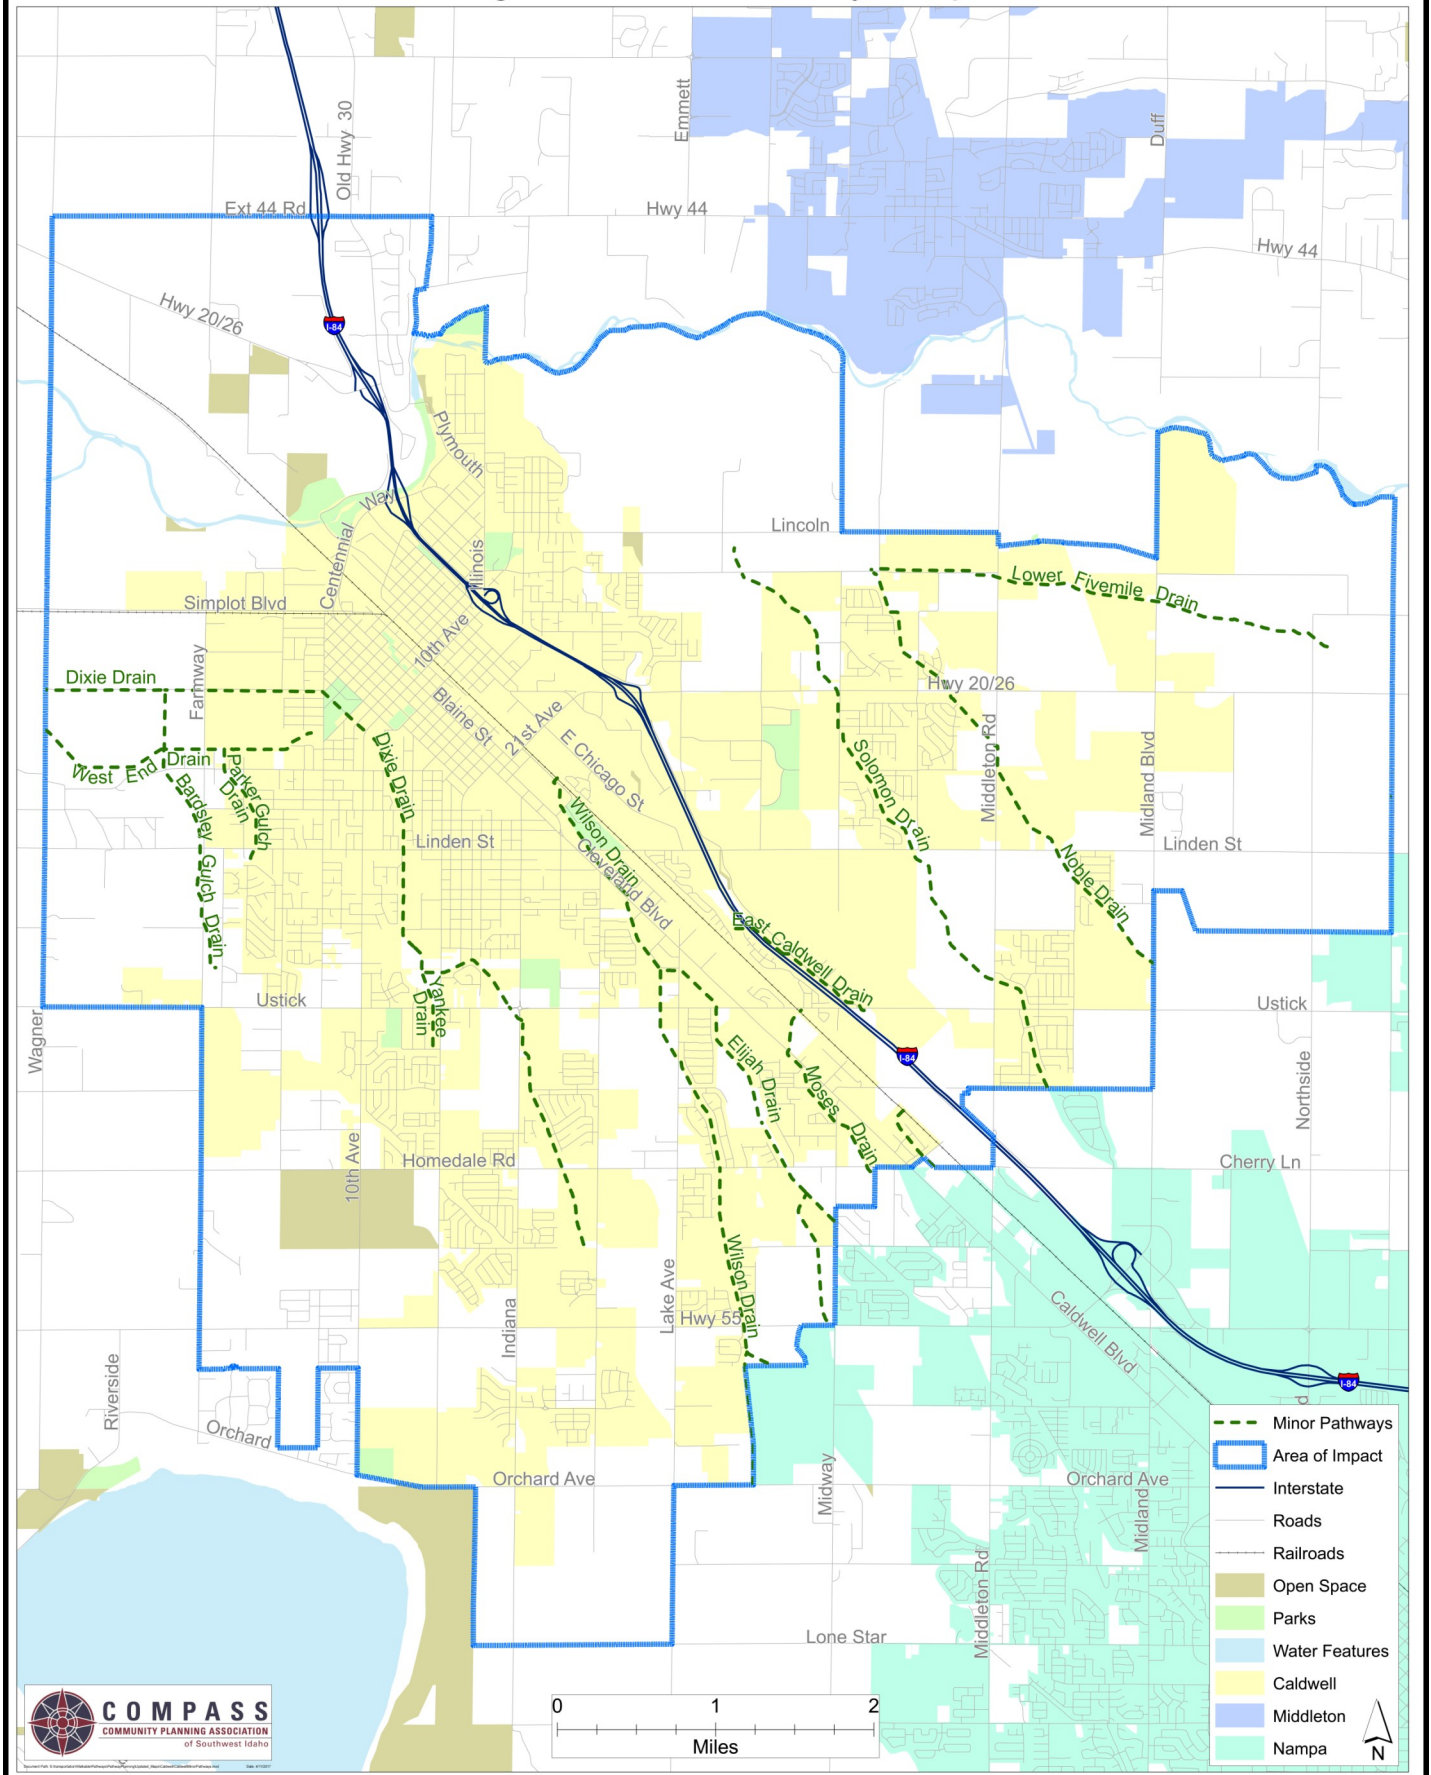 Old Hwy 30
Emmett
Duff
Ext 44 Rd
Hwy 44
Hwy 44
Hwy 20/26
I-84
Plymouth
Centennial Way
Illinois
Lincoln
Simplot Blvd
10th Ave
Lower Fivemile Drain
Farmway
Dixie Drain
Hwy 20/26
Blaine St
21st Ave
E Chicago St
Dixie Drain
West End Drain
Parker Gulch Drain
Bardsley Gulch Drain
Solomon Drain
Middleton Rd
Midland Blvd
Wilson Drain
Linden St
Cleveland Blvd
Linden St
Noble Drain
East Caldwell Drain
Ustick
Yankee Drain
Ustick
Wagner
Elijah Drain
Moses Drain
I-84
Northside
10th Ave
Homedale Rd
Cherry Ln
Wilson Drain
Lake Ave
Hwy 55
Indiana
Caldwell Blvd
Riverside
I-84
Orchard
Orchard Ave
Midway
Orchard Ave
Midland
Middleton Rd
Lone Star
Minor Pathways
Area of Impact
Interstate
Roads
Railroads
Open Space
Parks
Water Features
Caldwell
Middleton
Nampa
N
0 1 2
Miles
COMPASS
COMMUNITY PLANNING ASSOCIATION
of Southwest Idaho